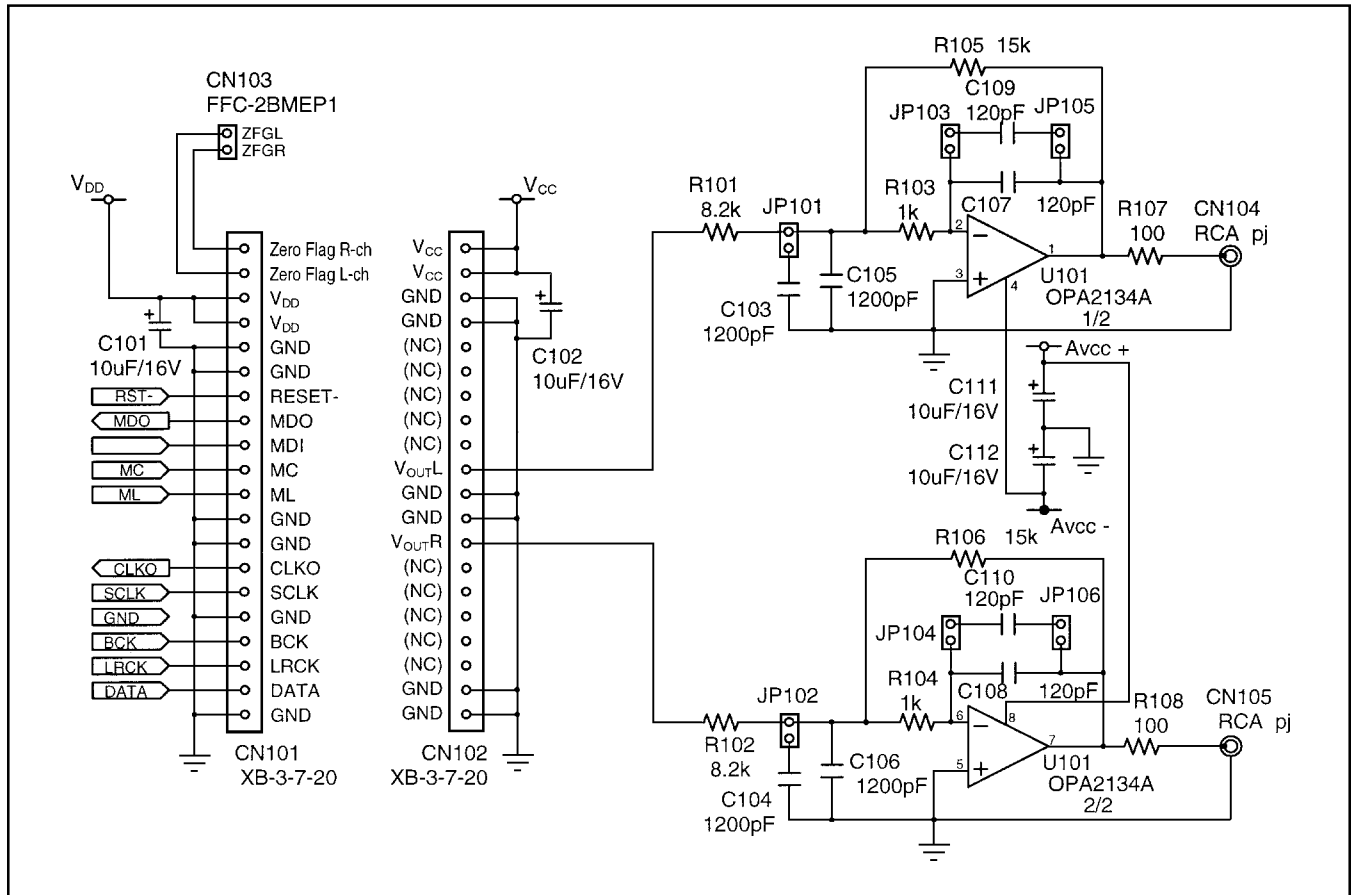 CN103
FFC-2BMEP1
ZFGL
ZFGR
VDD
Zero Flag R-ch
Zero Flag L-ch
VDD
VDD
GND
GND
RESET-
MDO
MDI
MC
ML
GND
GND
CLKO
SCLK
GND
BCK
LRCK
DATA
GND
C101
10uF/16V
+
RST-
MDO
MC
ML
CLKO
SCLK
GND
BCK
LRCK
DATA
CN101
XB-3-7-20
VCC
VCC
VCC
GND
GND
(NC)
(NC)
(NC)
(NC)
(NC)
VOUTL
GND
GND
VOUTR
(NC)
(NC)
(NC)
(NC)
(NC)
GND
GND
+
C102
10uF/16V
CN102
XB-3-7-20
R105 15k
C109
120pF
JP103
JP105
R101
8.2k
JP101
R103
1k
C107
120pF
R107
100
CN104
RCA pj
2
−
3
+
1
4
U101
OPA2134A
1/2
C105
1200pF
C103
1200pF
Avcc +
+
C111
10uF/16V
+
C112
10uF/16V
Avcc -
R106 15k
C110
120pF
JP104
JP106
R102
8.2k
JP102
R104
1k
C108
120pF
R108
100
CN105
RCA pj
6
−
5
+
8
7
U101
OPA2134A
2/2
C106
1200pF
C104
1200pF